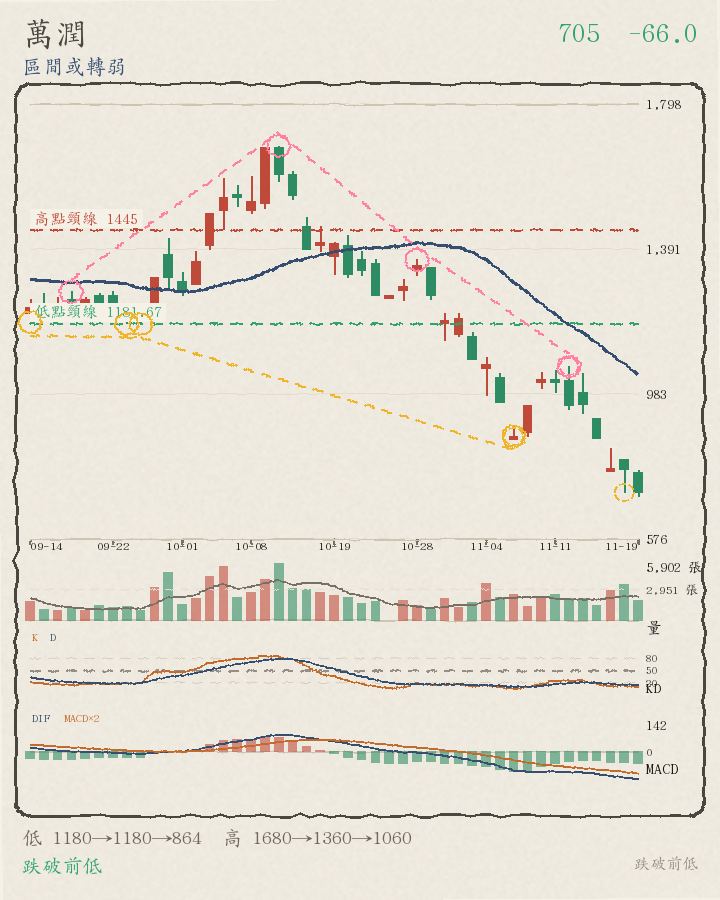 萬潤
705 -66.0
區間或轉弱
1,798
高點頸線 1445
1,391
低點頸線 1181.67
983
576
09-14 09-22 10-01 10-08 10-19 10-28 11-04 11-11 11-19
5,902 張
2,951 張
量
K D
80
50
20
KD
DIF MACD×2
142
0
MACD
低 1180→1180→864 高 1680→1360→1060
跌破前低
跌破前低